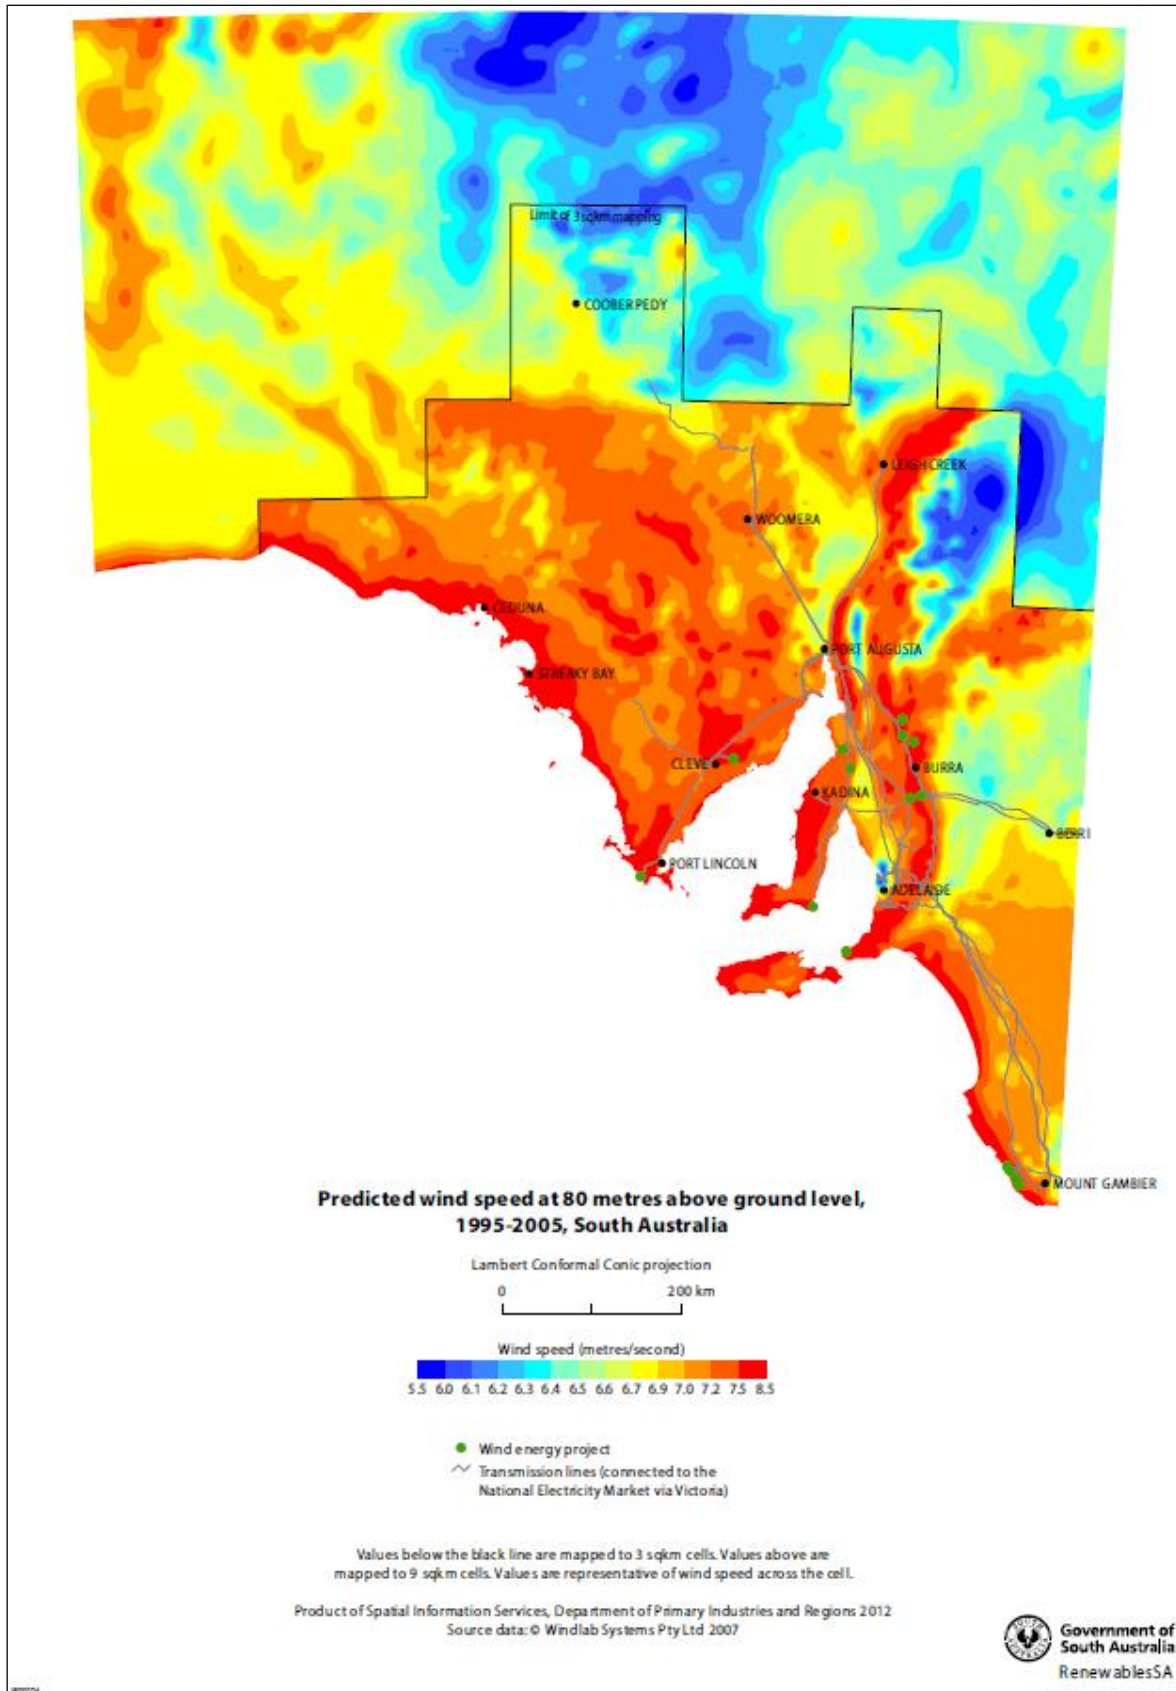 Limit of 3 sqkm mapping
COOBER PEDY
LEIGH CREEK
WOOMERA
CEDUNA
PORT AUGUSTA
STREAKY BAY
CLEVE
BURRA
KADINA
BERRI
PORT LINCOLN
ADELAIDE
MOUNT GAMBIER
Predicted wind speed at 80 metres above ground level,
1995-2005, South Australia
Lambert Conformal Conic projection
0 200 km
Wind speed (metres/second)
5.5 6.0 6.1 6.2 6.3 6.4 6.5 6.6 6.7 6.9 7.0 7.2 7.5 8.5
Wind energy project
Transmission lines (connected to the
National Electricity Market via Victoria)
Values below the black line are mapped to 3 sqkm cells. Values above are
mapped to 9 sqkm cells. Values are representative of wind speed across the cell.
Product of Spatial Information Services, Department of Primary Industries and Regions 2012
Source data: © Windlab Systems Pty Ltd 2007
Government of
South Australia
RenewablesSA